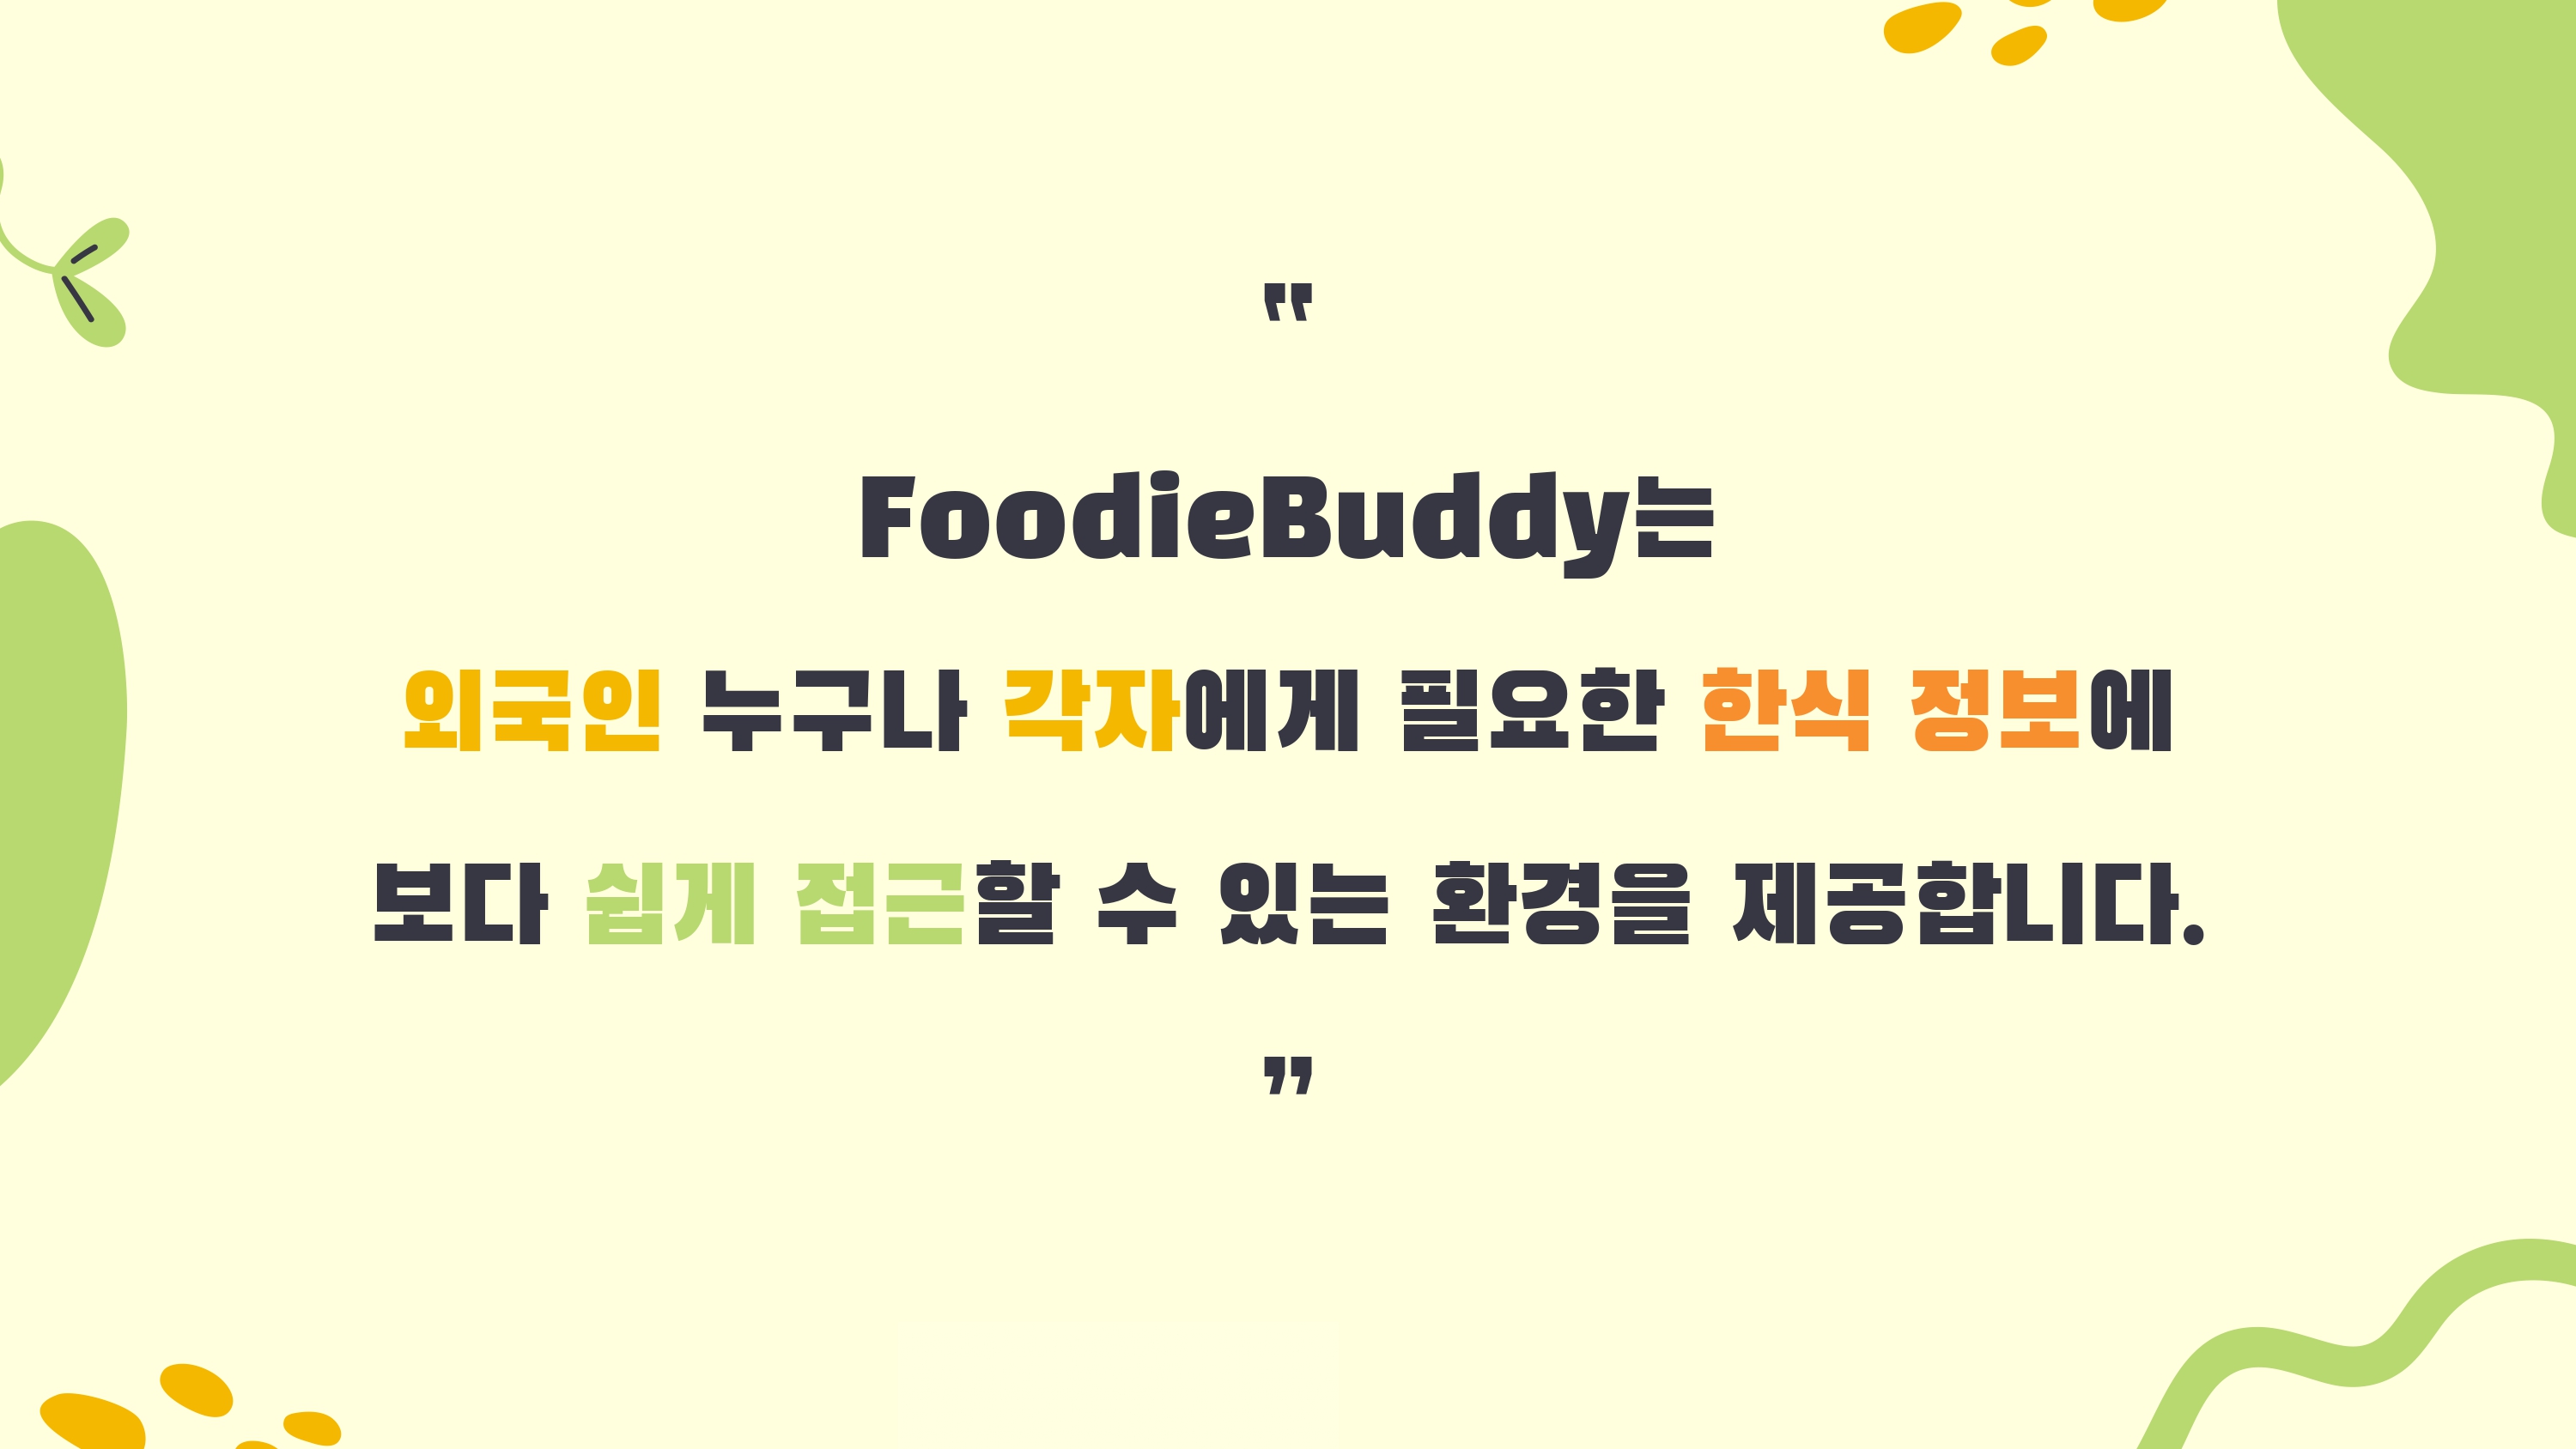 "
FoodieBuddy는
외국인 누구나 각자에게 필요한 한식 정보에
보다 쉽게 접근할 수 있는 환경을 제공합니다.
"